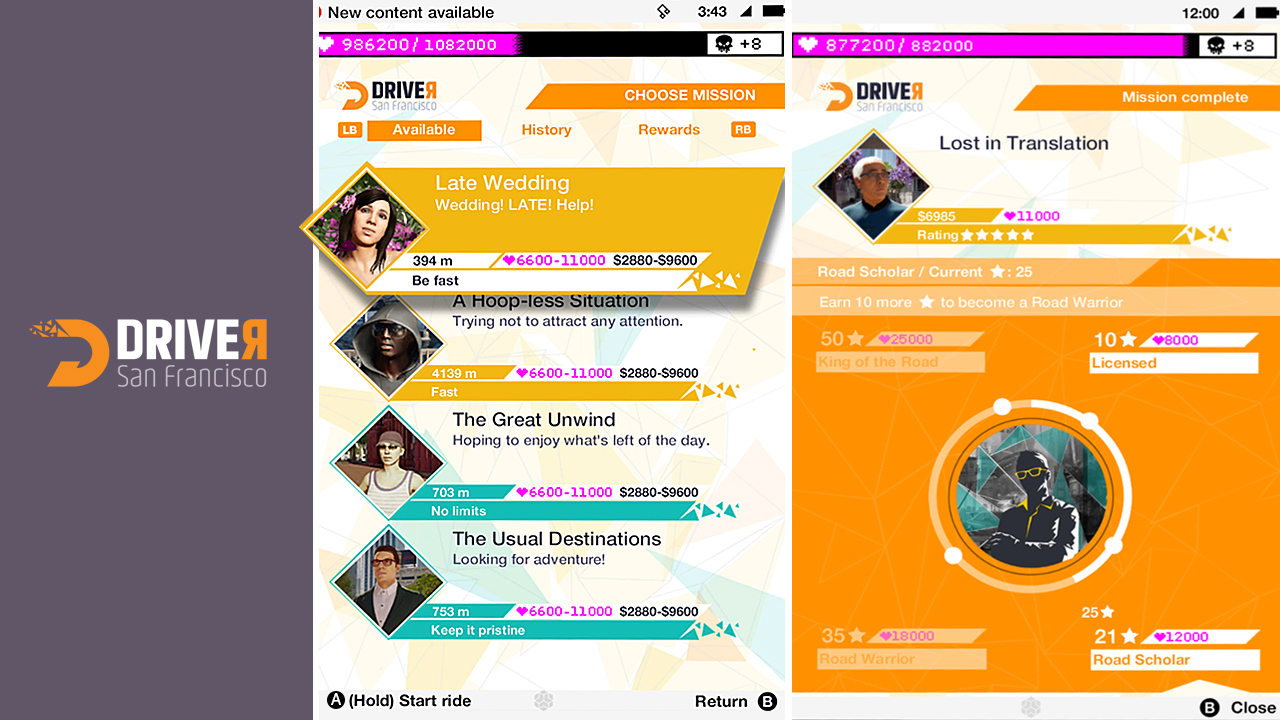 DRIVEЯ
San Francisco
New content available
3:43
986200/1082000
+8
DRIVEЯ
San Francisco
CHOOSE MISSION
LB
Available
History
Rewards
RB
Late Wedding
Wedding! LATE! Help!
394 m
6600-11000
$2880-$9600
Be fast
A Hoop-less Situation
Trying not to attract any attention.
4139 m
6600-11000
$2880-$9600
Fast
The Great Unwind
Hoping to enjoy what's left of the day.
703 m
6600-11000
$2880-$9600
No limits
The Usual Destinations
Looking for adventure!
753 m
6600-11000
$2880-$9600
Keep it pristine
A (Hold) Start ride
Return B
12:00
877200/882000
+8
DRIVEЯ
San Francisco
Mission complete
Lost in Translation
$6985
11000
Rating ★★★★★
Road Scholar / Current ★: 25
Earn 10 more ★ to become a Road Warrior
50★ 25000
King of the Road
10★ 8000
Licensed
25★
35★ 18000
Road Warrior
21★ 12000
Road Scholar
B Close